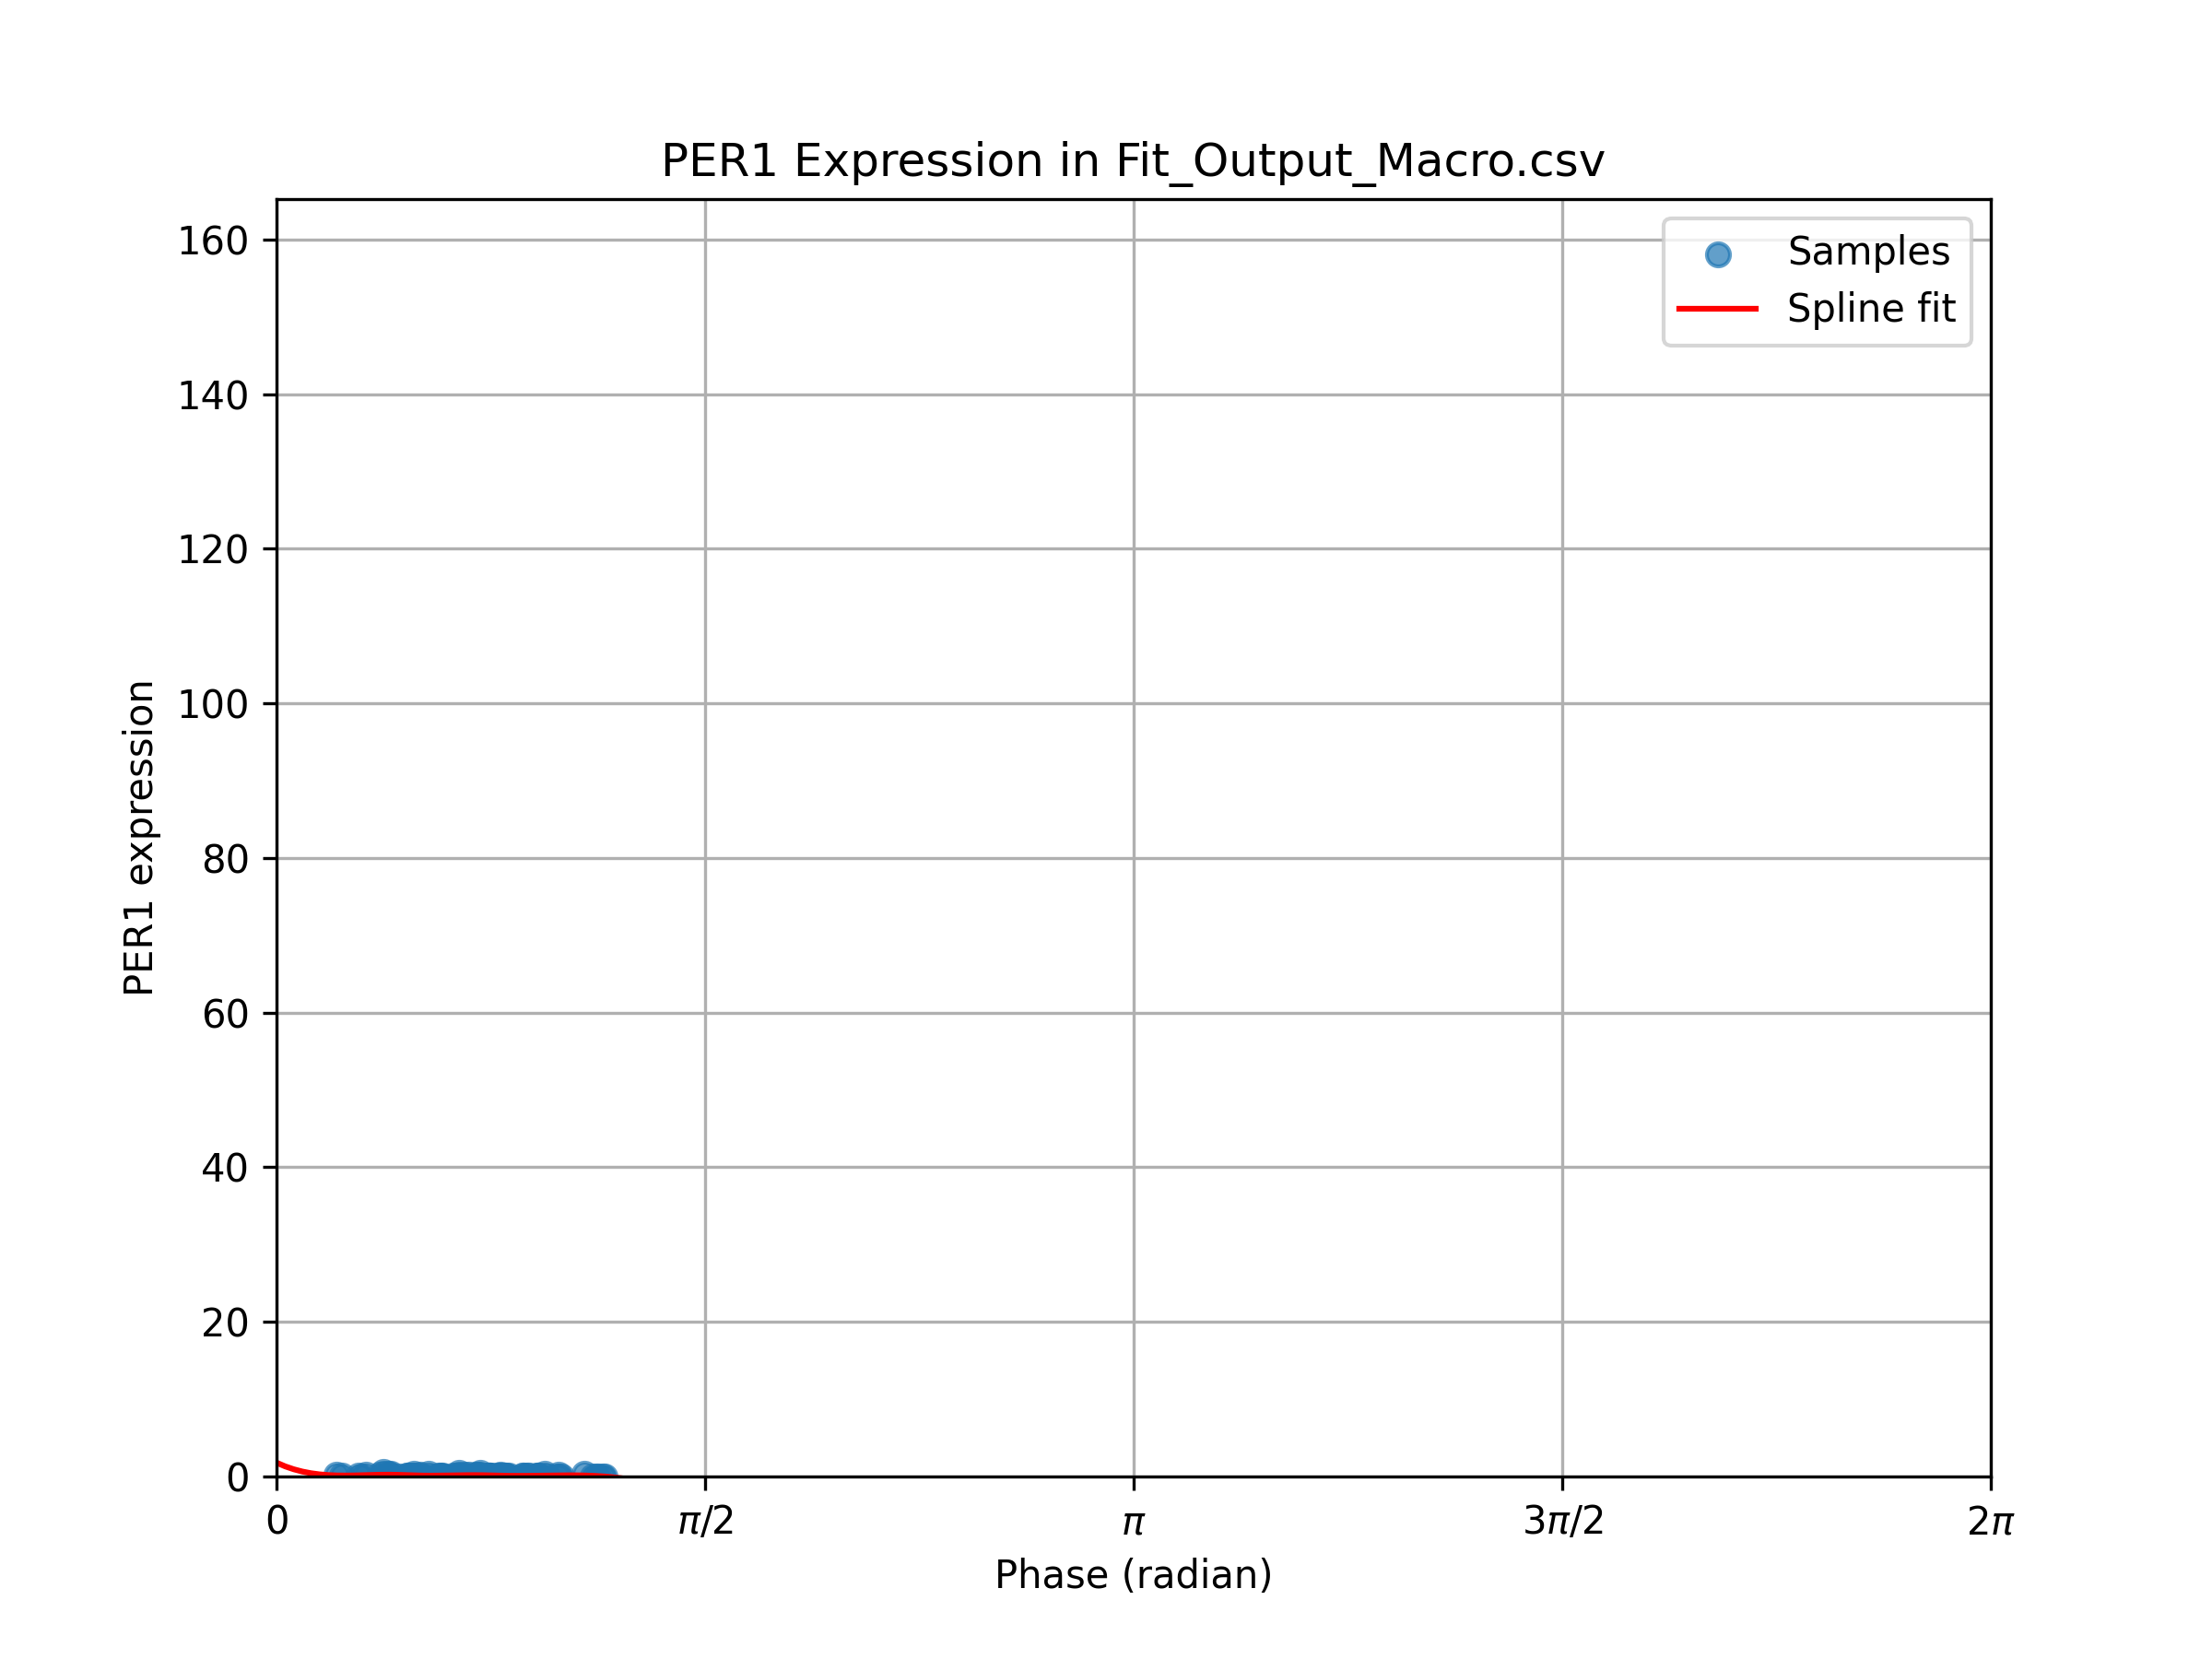 PER1 Expression in Fit_Output_Macro.csv
Samples
Spline fit
160
140
120
100
80
60
40
20
0
PER1 expression
0 π/2 π 3π/2 2π
Phase (radian)